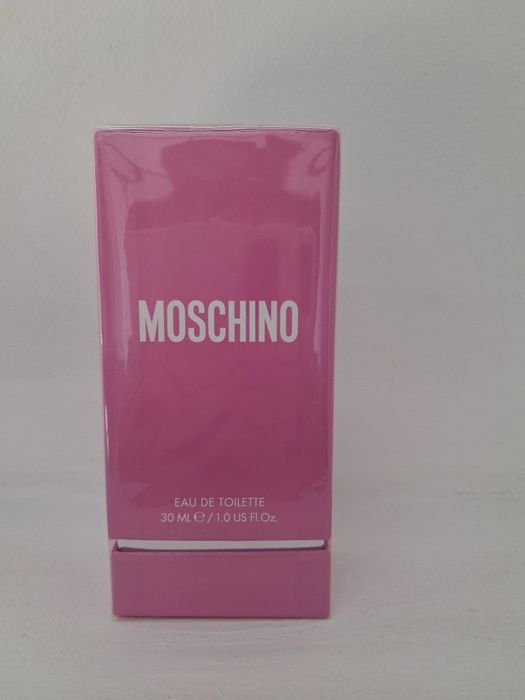 MOSCHINO
EAU DE TOILETTE
30 ML ℮ / 1.0 US Fl.Oz.